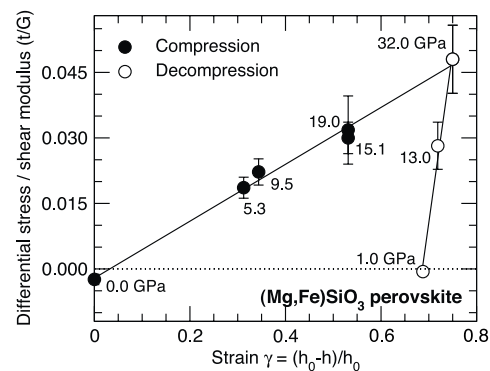 Differential stress / shear modulus (t/G)
0.045
0.030
0.015
0.000
Compression
Decompression
32.0 GPa
19.0
15.1
13.0
9.5
5.3
1.0 GPa
0.0 GPa
(Mg,Fe)SiO₃ perovskite
0 0.2 0.4 0.6 0.8
Strain γ = (h₀-h)/h₀